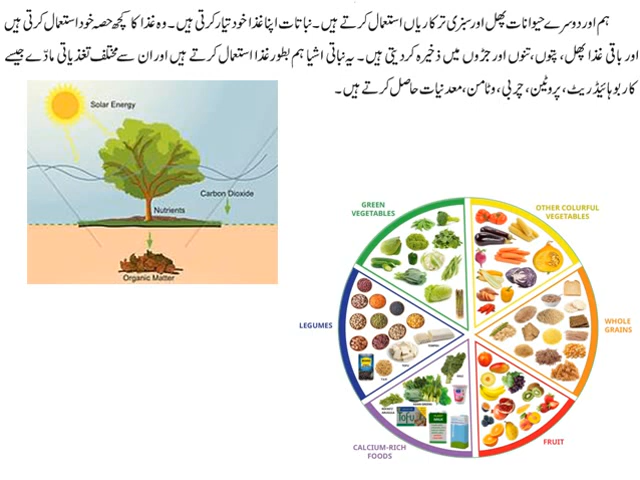 ہم اور دوسرے حیوانات پھل اور سبزی ترکاریاں استعمال کرتے ہیں۔ نباتات اپنا غذا خود تیار کرتی ہیں۔ وہ غذا کا کچھ حصہ خود استعمال کرتی ہیں
اور باقی غذا پھل، پتوں، تنوں اور جڑوں میں ذخیرہ کر دیتی ہیں۔ یہ نباتی اشیا ہم بطور غذا استعمال کرتے ہیں اور ان سے مختلف تغذیاتی مادّے جیسے
کاربوہائیڈریٹ، پروٹین، چربی، وٹامن، معدنیات حاصل کرتے ہیں۔
Solar Energy
Carbon Dioxide
Nutrients
Organic Matter
GREEN
VEGETABLES
OTHER COLURFUL
VEGETABLES
LEGUMES
WHOLE
GRAINS
CALCIUM-RICH
FOODS
FRUIT